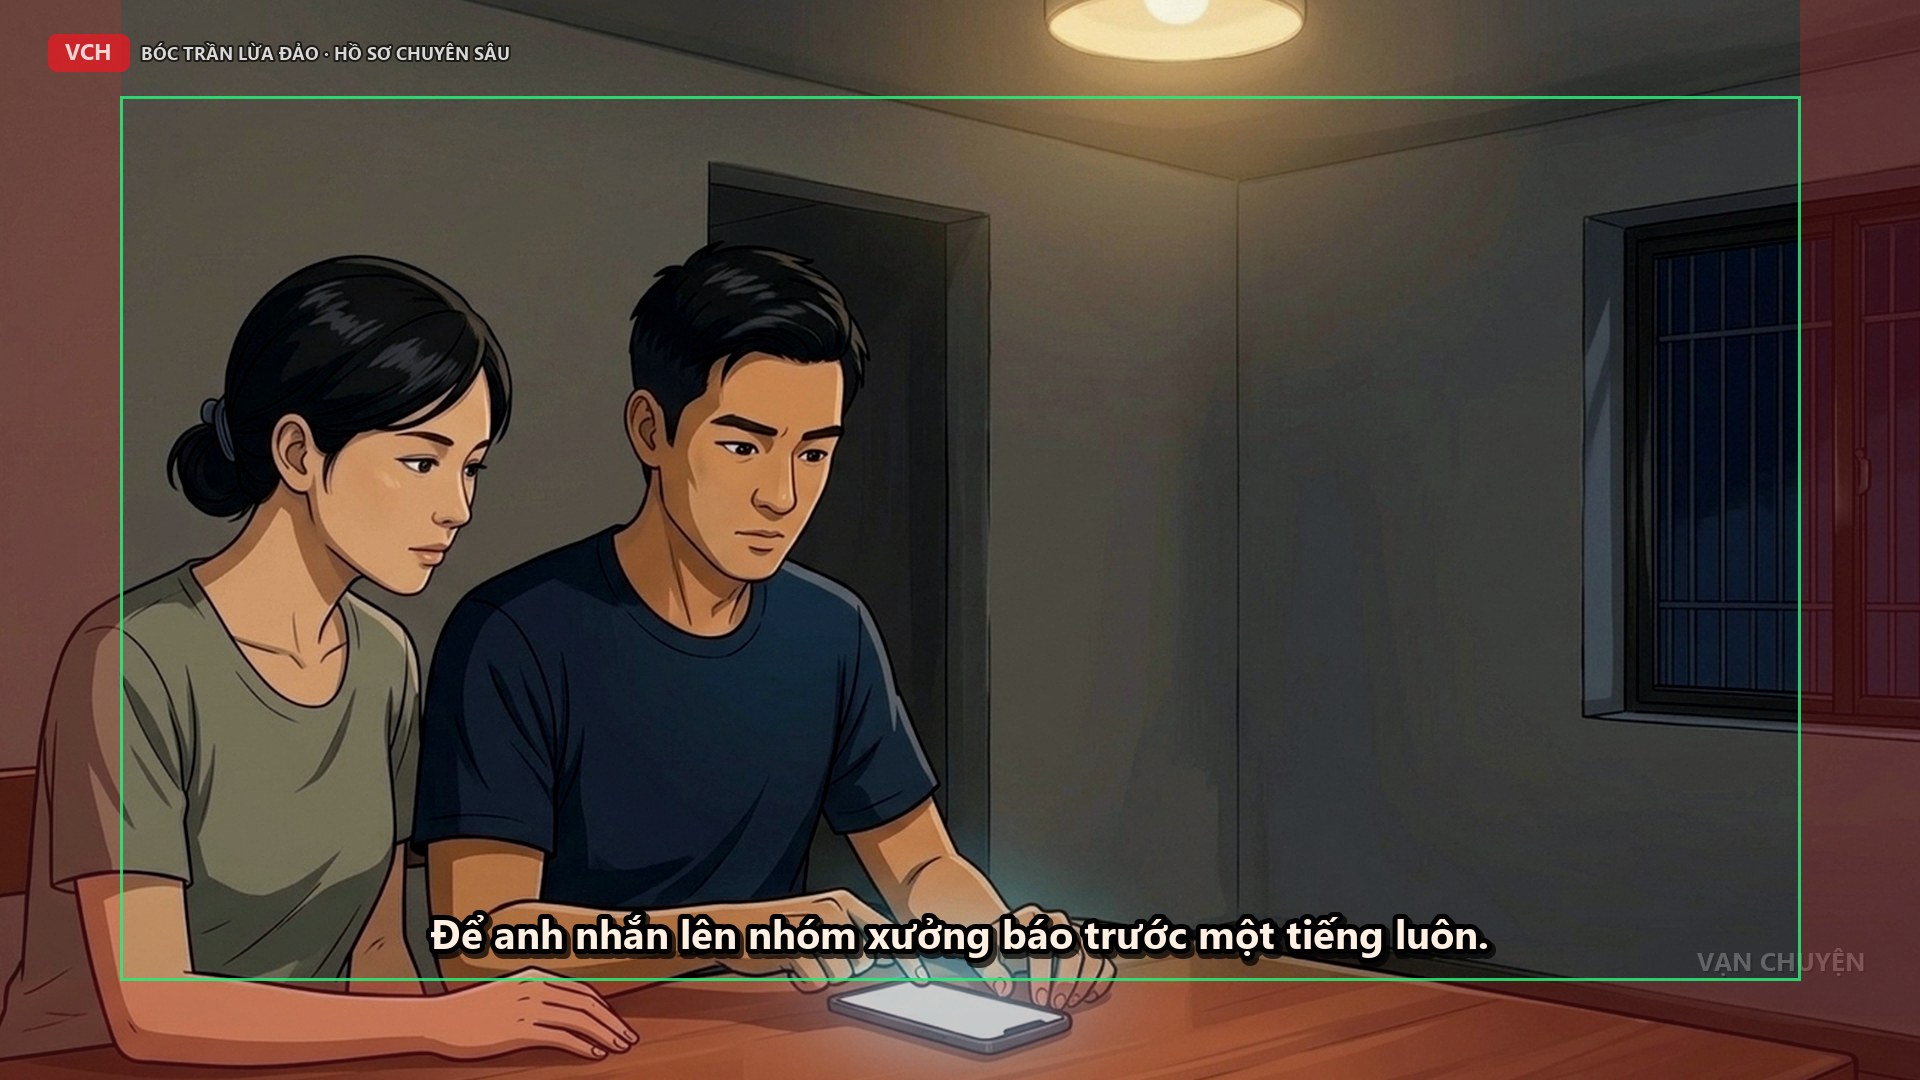 VCH BÓC TRẦN LỪA ĐẢO · HỒ SƠ CHUYÊN SÂU
Để anh nhắn lên nhóm xưởng báo trước một tiếng luôn.
VẠN CHUYỆN